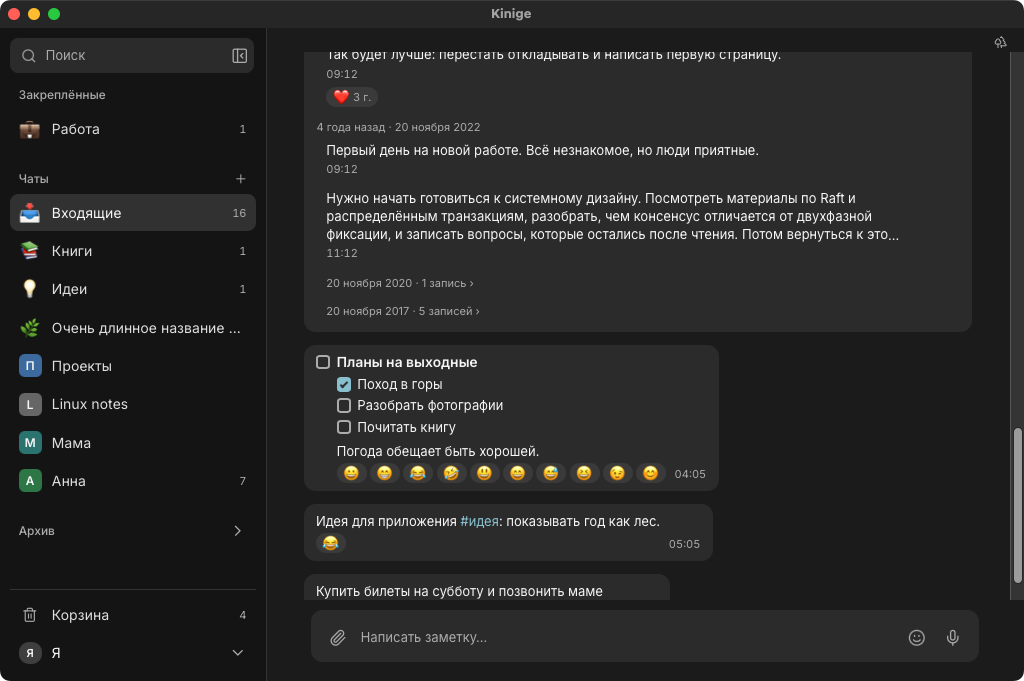 Kinige
Поиск
Закреплённые
Работа 1
Чаты
Входящие 16
Книги 1
Идеи 1
Очень длинное название ...
П Проекты
L Linux notes
М Мама
А Анна 7
Архив
Корзина 4
Я Я
Так будет лучше: перестать откладывать и написать первую страницу.
09:12
3 г.
4 года назад · 20 ноября 2022
Первый день на новой работе. Всё незнакомое, но люди приятные.
09:12
Нужно начать готовиться к системному дизайну. Посмотреть материалы по Raft и
распределённым транзакциям, разобрать, чем консенсус отличается от двухфазной
фиксации, и записать вопросы, которые остались после чтения. Потом вернуться к это...
11:12
20 ноября 2020 · 1 запись ›
20 ноября 2017 · 5 записей ›
Планы на выходные
Поход в горы
Разобрать фотографии
Почитать книгу
Погода обещает быть хорошей.
04:05
Идея для приложения #идея: показывать год как лес.
05:05
Купить билеты на субботу и позвонить маме
Написать заметку...